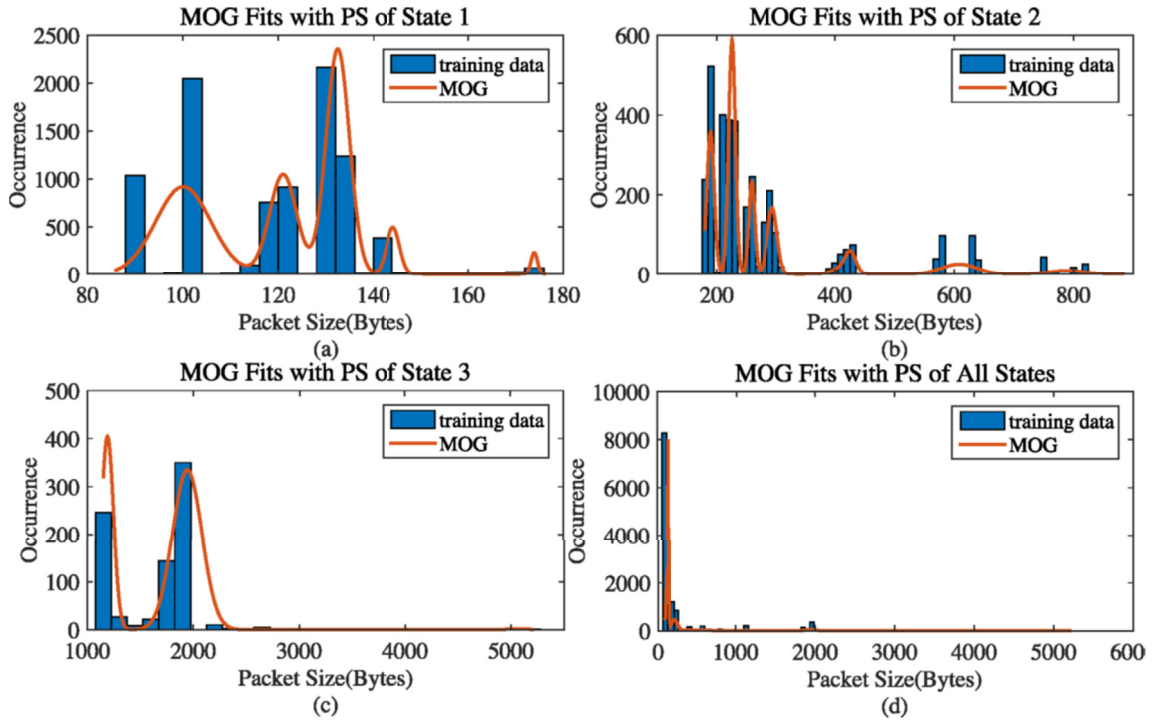 MOG Fits with PS of State 1
2500
2000
1500
1000
500
0
80 100 120 140 160 180
Occurrence
Packet Size(Bytes)
training data
MOG
(a)
MOG Fits with PS of State 2
600
400
200
0
200 400 600 800
Occurrence
Packet Size(Bytes)
training data
MOG
(b)
MOG Fits with PS of State 3
500
400
300
200
100
0
1000 2000 3000 4000 5000
Occurrence
Packet Size(Bytes)
training data
MOG
(c)
MOG Fits with PS of All States
10000
8000
6000
4000
2000
0
0 1000 2000 3000 4000 5000 600
Occurrence
Packet Size(Bytes)
training data
MOG
(d)